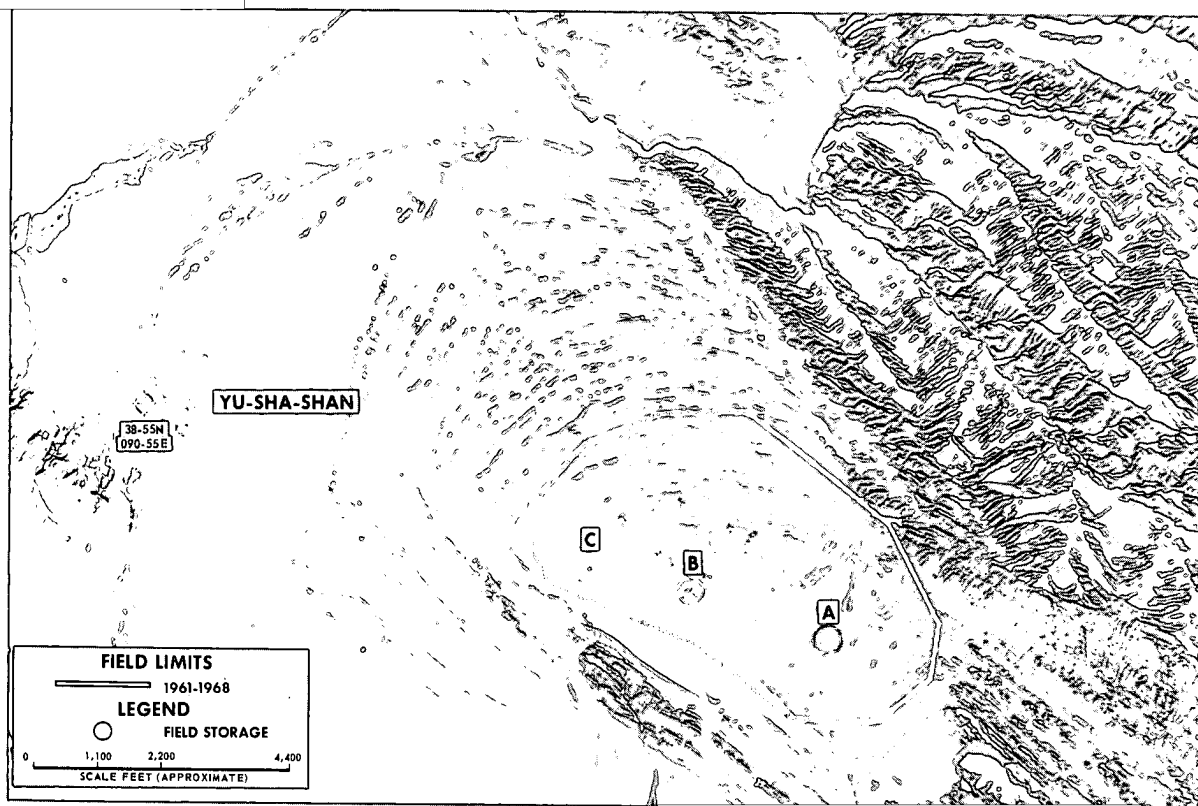 YU-SHA-SHAN
38-55N
090-55E
C
B
A
FIELD LIMITS
1961-1968
LEGEND
FIELD STORAGE
0 1,100 2,200 4,400
SCALE FEET (APPROXIMATE)